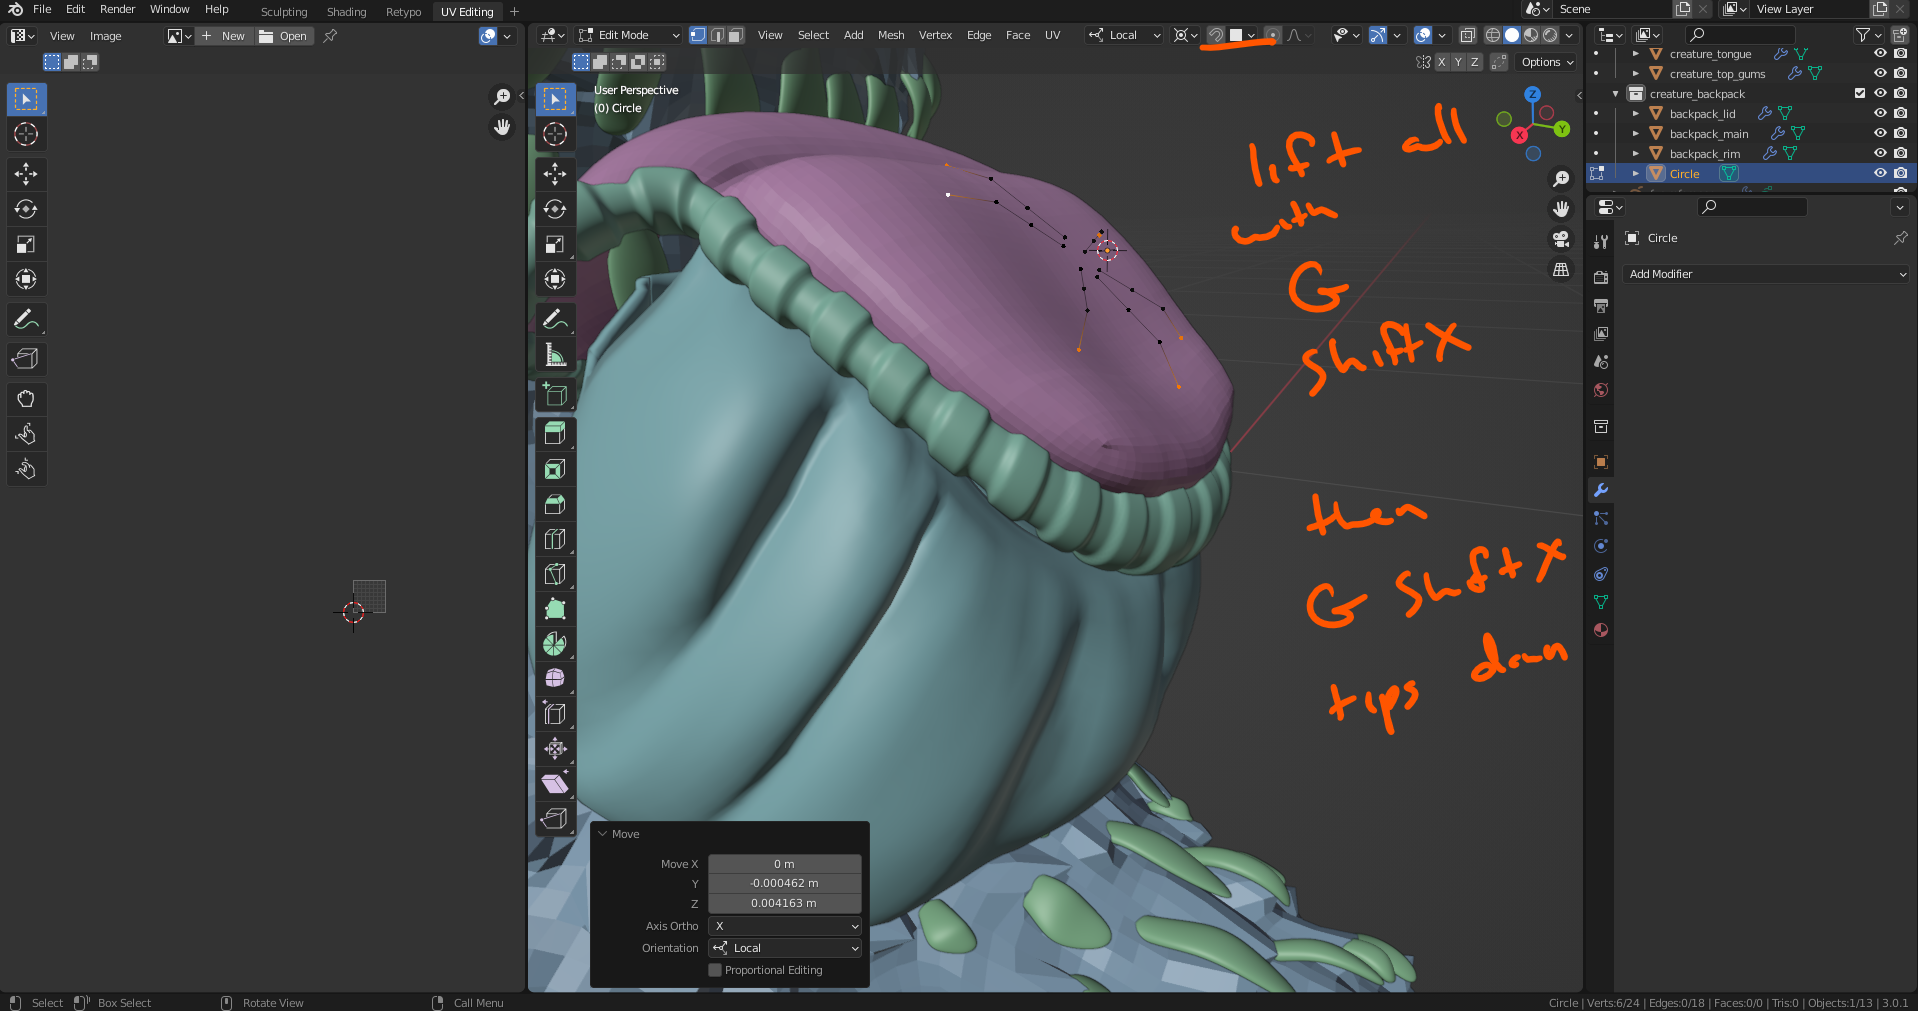 File Edit Render Window Help Sculpting Shading Retypo UV Editing + Scene View Layer
View Image New Open Edit Mode View Select Add Mesh Vertex Edge Face UV Local
X Y Z Options
User Perspective
(0) Circle
Z
Y
X
creature_tongue
creature_top_gums
creature_backpack
backpack_lid
backpack_main
backpack_rim
Circle
Circle
Add Modifier
lift all
with
G
shift X
then
G Shift X
tips down
Move
Move X 0 m
Y -0.000462 m
Z 0.004163 m
Axis Ortho X
Orientation Local
Proportional Editing
Select Box Select Rotate View Call Menu Circle | Verts:6/24 | Edges:0/18 | Faces:0/0 | Tris:0 | Objects:1/13 | 3.0.1